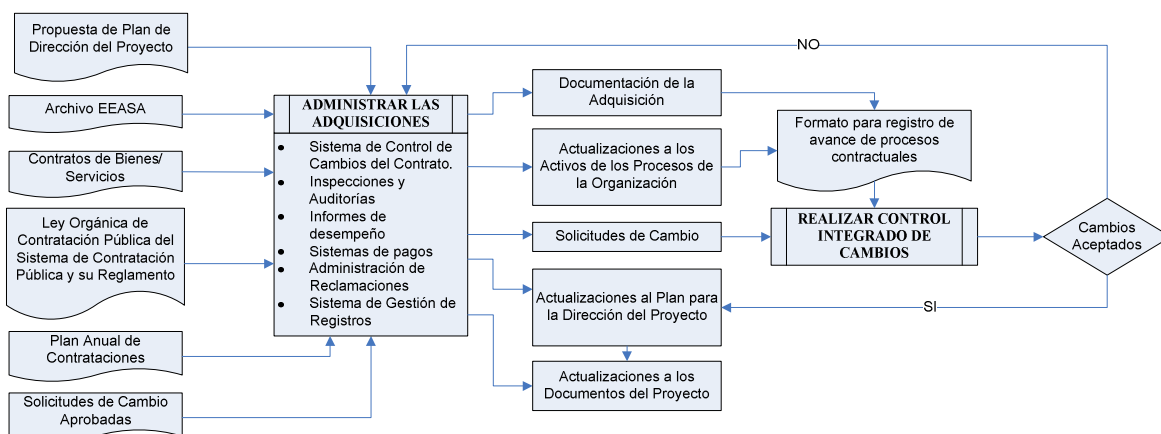 Propuesta de Plan de
Dirección del Proyecto
Archivo EEASA
Contratos de Bienes/
Servicios
Ley Orgánica de
Contratación Pública del
Sistema de Contratación
Pública y su Reglamento
Plan Anual de
Contrataciones
Solicitudes de Cambio
Aprobadas
ADMINISTRAR LAS
ADQUISICIONES
• Sistema de Control de
Cambios del Contrato.
• Inspecciones y
Auditorías
• Informes de
desempeño
• Sistemas de pagos
• Administración de
Reclamaciones
• Sistema de Gestión de
Registros
Documentación de la
Adquisición
Actualizaciones a los
Activos de los Procesos de
la Organización
Solicitudes de Cambio
Actualizaciones al Plan para
la Dirección del Proyecto
Actualizaciones a los
Documentos del Proyecto
NO
Formato para registro de
avance de procesos
contractuales
REALIZAR CONTROL
INTEGRADO DE
CAMBIOS
Cambios
Aceptados
SI